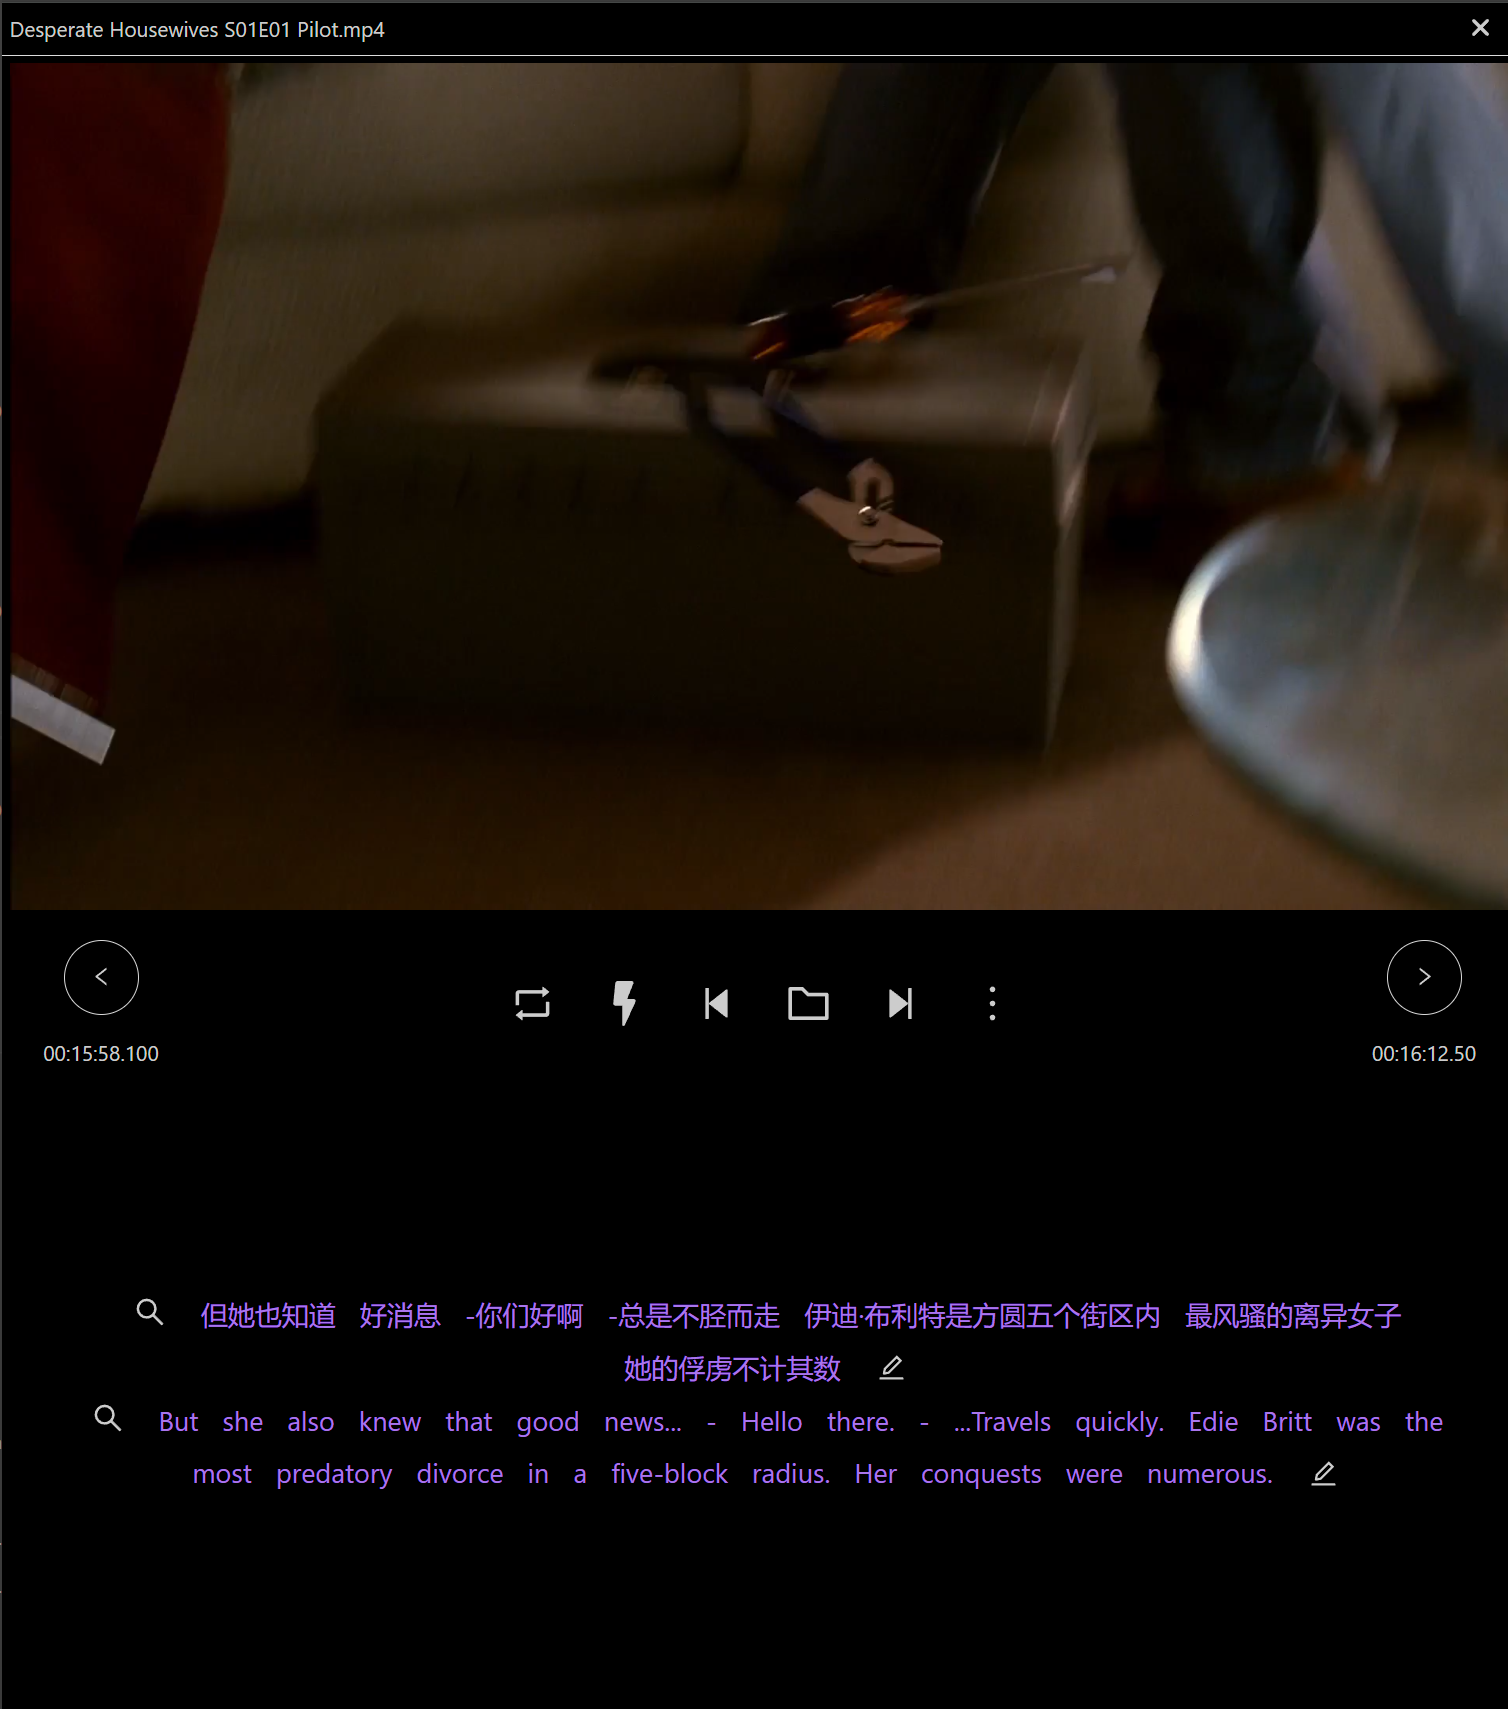 Desperate Housewives S01E01 Pilot.mp4
00:15:58.100
00:16:12.50
但她也知道 好消息 -你们好啊 -总是不胫而走 伊迪·布利特是方圆五个街区内 最风骚的离异女子
她的俘虏不计其数
But she also knew that good news... - Hello there. - ...Travels quickly. Edie Britt was the
most predatory divorce in a five-block radius. Her conquests were numerous.